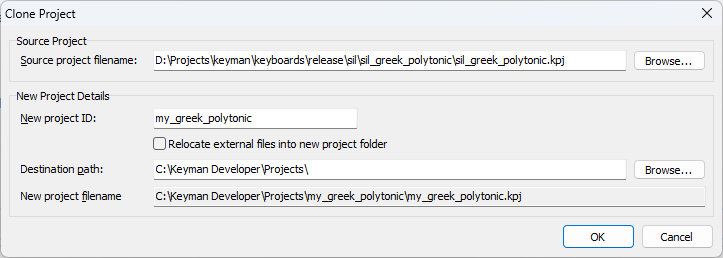 Clone Project
Source Project
Source project filename: D:\Projects\keyman\keyboards\release\sil\sil_greek_polytonic\sil_greek_polytonic.kpj Browse...
New Project Details
New project ID: my_greek_polytonic
Relocate external files into new project folder
Destination path: C:\Keyman Developer\Projects\ Browse...
New project filename C:\Keyman Developer\Projects\my_greek_polytonic\my_greek_polytonic.kpj
OK Cancel